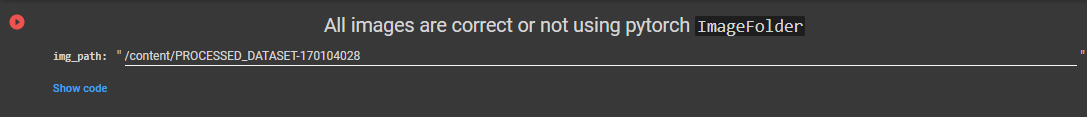 All images are correct or not using pytorch ImageFolder
img_path: "/content/PROCESSED_DATASET-170104028"
Show code